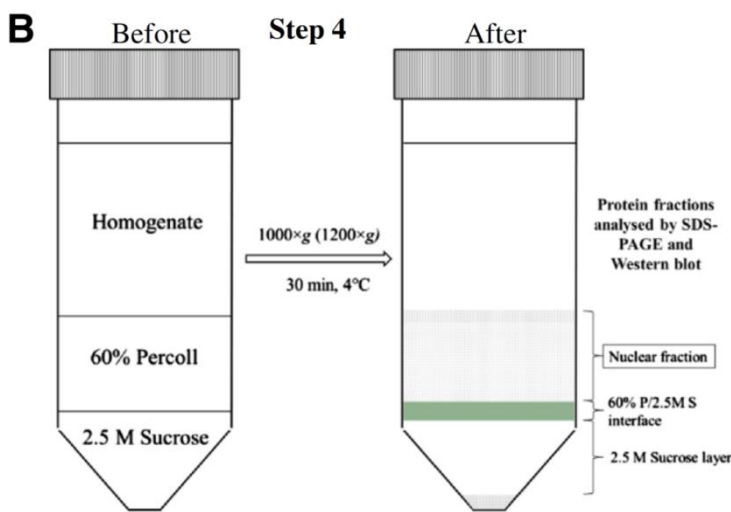 B
Before
Step 4
After
Homogenate
60% Percoll
2.5 M Sucrose
1000×g (1200×g)
30 min, 4°C
Protein fractions
analysed by SDS-
PAGE and
Western blot
Nuclear fraction
60% P/2.5M S
interface
2.5 M Sucrose layer